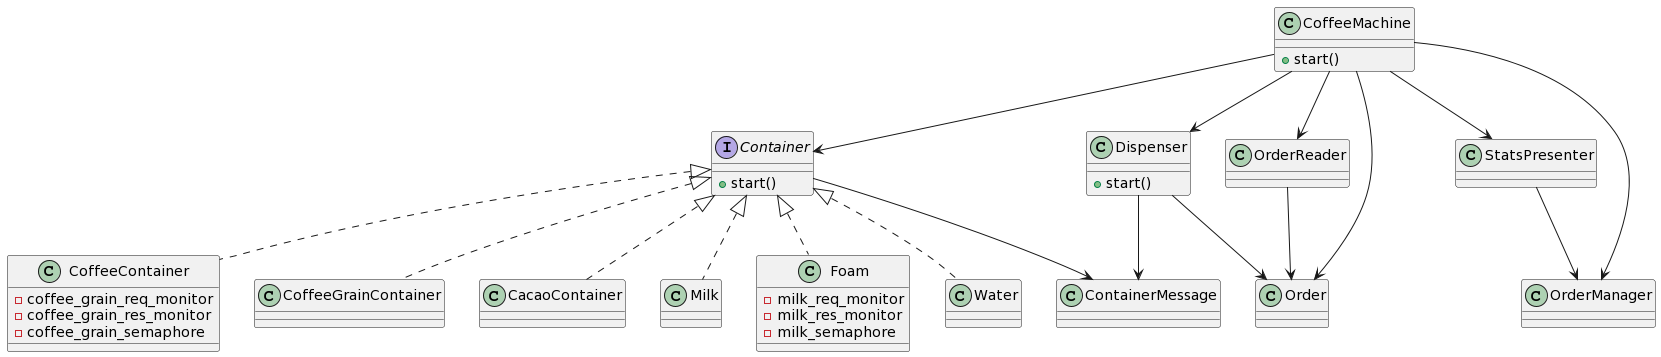 C CoffeeMachine
start()
I Container
start()
C Dispenser
start()
C OrderReader
C StatsPresenter
C CoffeeContainer
coffee_grain_req_monitor
coffee_grain_res_monitor
coffee_grain_semaphore
C CoffeeGrainContainer
C CacaoContainer
C Milk
C Foam
milk_req_monitor
milk_res_monitor
milk_semaphore
C Water
C ContainerMessage
C Order
C OrderManager